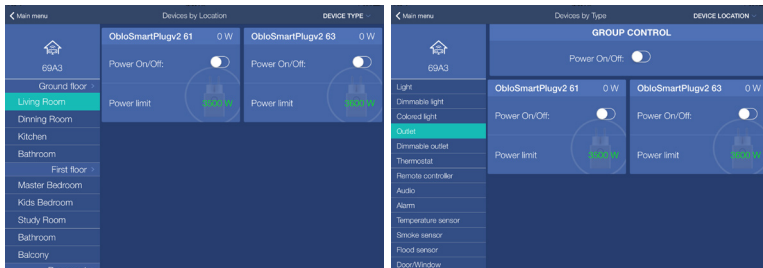 Main menu
Devices by Location
DEVICE TYPE
69A3
Ground floor >
Living Room
Dinning Room
Kitchen
Bathroom
First floor >
Master Bedroom
Kids Bedroom
Study Room
Bathroom
Balcony
ObloSmartPlugv2 61 0 W
Power On/Off:
Power limit 3500 W
ObloSmartPlugv2 63 0 W
Power On/Off:
Power limit 3500 W
Main menu
Devices by Type
DEVICE LOCATION
69A3
Light
Dimmable light
Colored light
Outlet
Dimmable outlet
Thermostat
Remote controller
Audio
Alarm
Temperature sensor
Smoke sensor
Flood sensor
Door/Window
GROUP CONTROL
Power On/Off:
ObloSmartPlugv2 61 0 W
Power On/Off:
Power limit 3500 W
ObloSmartPlugv2 63 0 W
Power On/Off:
Power limit 3500 W